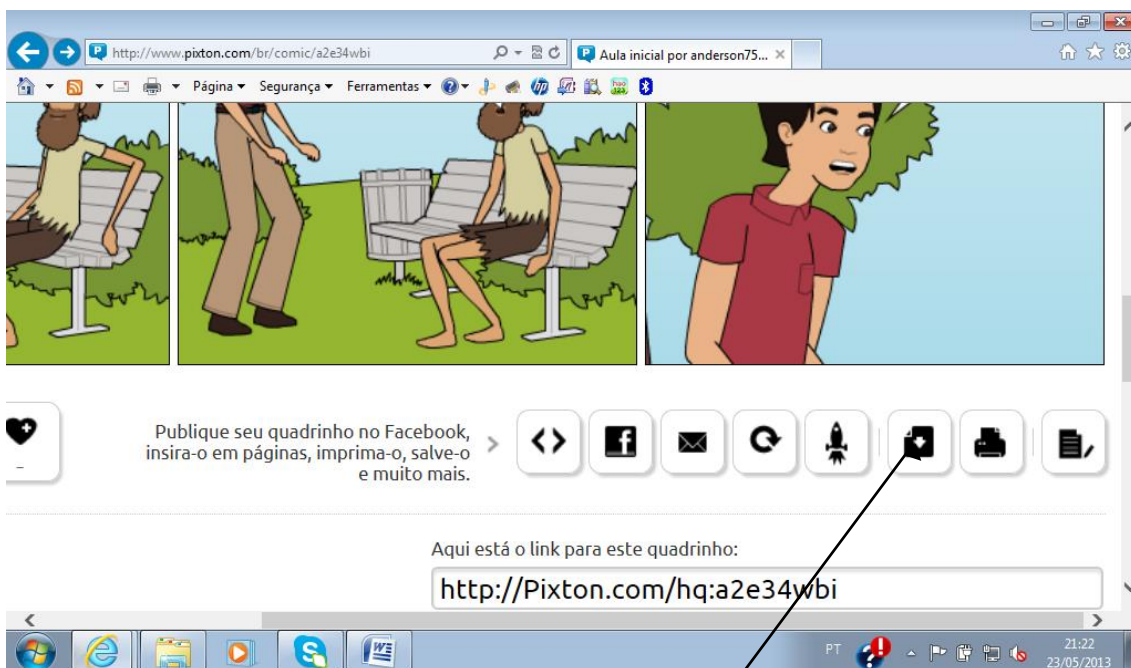 http://www.pixton.com/br/comic/a2e34wbi
Aula inicial por anderson75...
Página Segurança Ferramentas
Publique seu quadrinho no Facebook,
insira-o em páginas, imprima-o, salve-o
e muito mais.
Aqui está o link para este quadrinho:
http://Pixton.com/hq:a2e34wbi
PT
21:22
23/05/2013